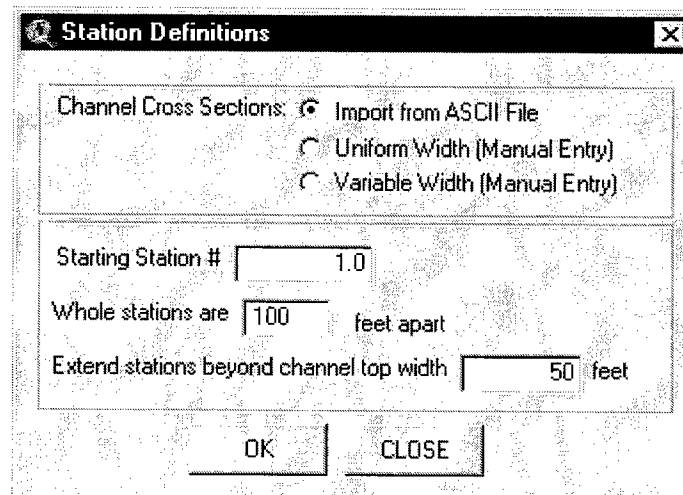 Station Definitions
Channel Cross Sections: Import from ASCII File
Uniform Width (Manual Entry)
Variable Width (Manual Entry)
Starting Station # 1.0
Whole stations are 100 feet apart
Extend stations beyond channel top width 50 feet
OK CLOSE